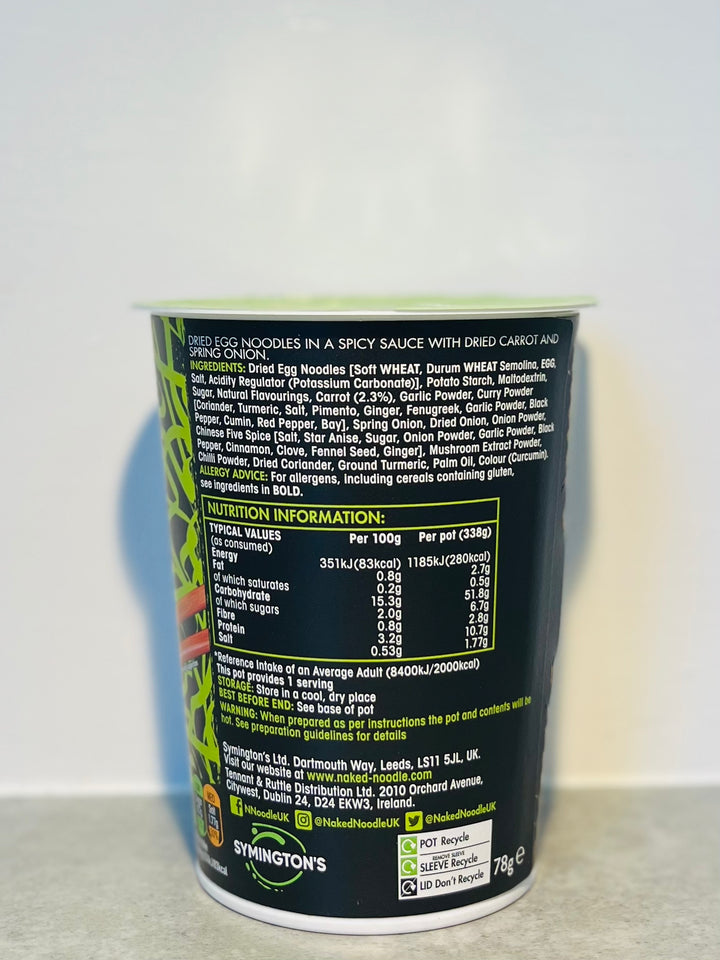 DRIED EGG NOODLES IN A SPICY SAUCE WITH DRIED CARROT AND
SPRING ONION.
INGREDIENTS: Dried Egg Noodles [Soft WHEAT, Durum WHEAT Semolina, EGG,
Salt, Acidity Regulator (Potassium Carbonate)], Potato Starch, Maltodextrin,
Sugar, Natural Flavourings, Carrot (2.3%), Garlic Powder, Curry Powder
[Coriander, Turmeric, Salt, Pimento, Ginger, Fenugreek, Garlic Powder, Black
Pepper, Cumin, Red Pepper, Bay], Spring Onion, Dried Onion, Onion Powder,
Chinese Five Spice [Salt, Star Anise, Sugar, Onion Powder, Garlic Powder, Black
Pepper, Cinnamon, Clove, Fennel Seed, Ginger], Mushroom Extract Powder,
Chilli Powder, Dried Coriander, Ground Turmeric, Palm Oil, Colour (Curcumin).
ALLERGY ADVICE: For allergens, including cereals containing gluten,
see ingredients in BOLD.
NUTRITION INFORMATION:
TYPICAL VALUES Per 100g Per pot (338g)
(as consumed)
Energy 351kJ(83kcal) 1185kJ(280kcal)
Fat 0.8g 2.7g
of which saturates 0.2g 0.5g
Carbohydrate 15.3g 51.8g
of which sugars 2.0g 6.7g
Fibre 0.8g 2.8g
Protein 3.2g 10.7g
Salt 0.53g 1.77g
*Reference Intake of an Average Adult (8400kJ/2000kcal)
This pot provides 1 serving
STORAGE: Store in a cool, dry place
BEST BEFORE END: See base of pot
WARNING: When prepared as per instructions the pot and contents will be
hot. See preparation guidelines for details
Symington's Ltd. Dartmouth Way, Leeds, LS11 5JL, UK.
Visit our website at www.naked-noodle.com
Tennant & Ruttle Distribution Ltd. 2010 Orchard Avenue,
Citywest, Dublin 24, D24 EKW3, Ireland.
NNoodleUK @NakedNoodleUK @NakedNoodleUK
SYMINGTON'S
POT Recycle
REMOVE SLEEVE
SLEEVE Recycle
LID Don't Recycle
78g e